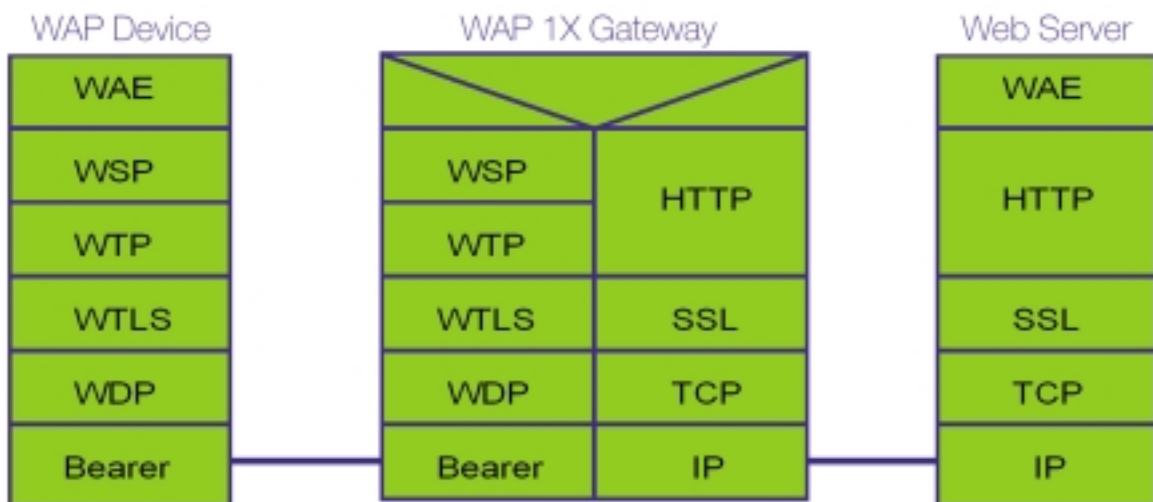 WAP Device
WAP 1X Gateway
Web Server
WAE
WAE
WSP
WSP
HTTP
HTTP
WTP
WTP
WTLS
WTLS
SSL
SSL
WDP
WDP
TCP
TCP
Bearer
Bearer
IP
IP